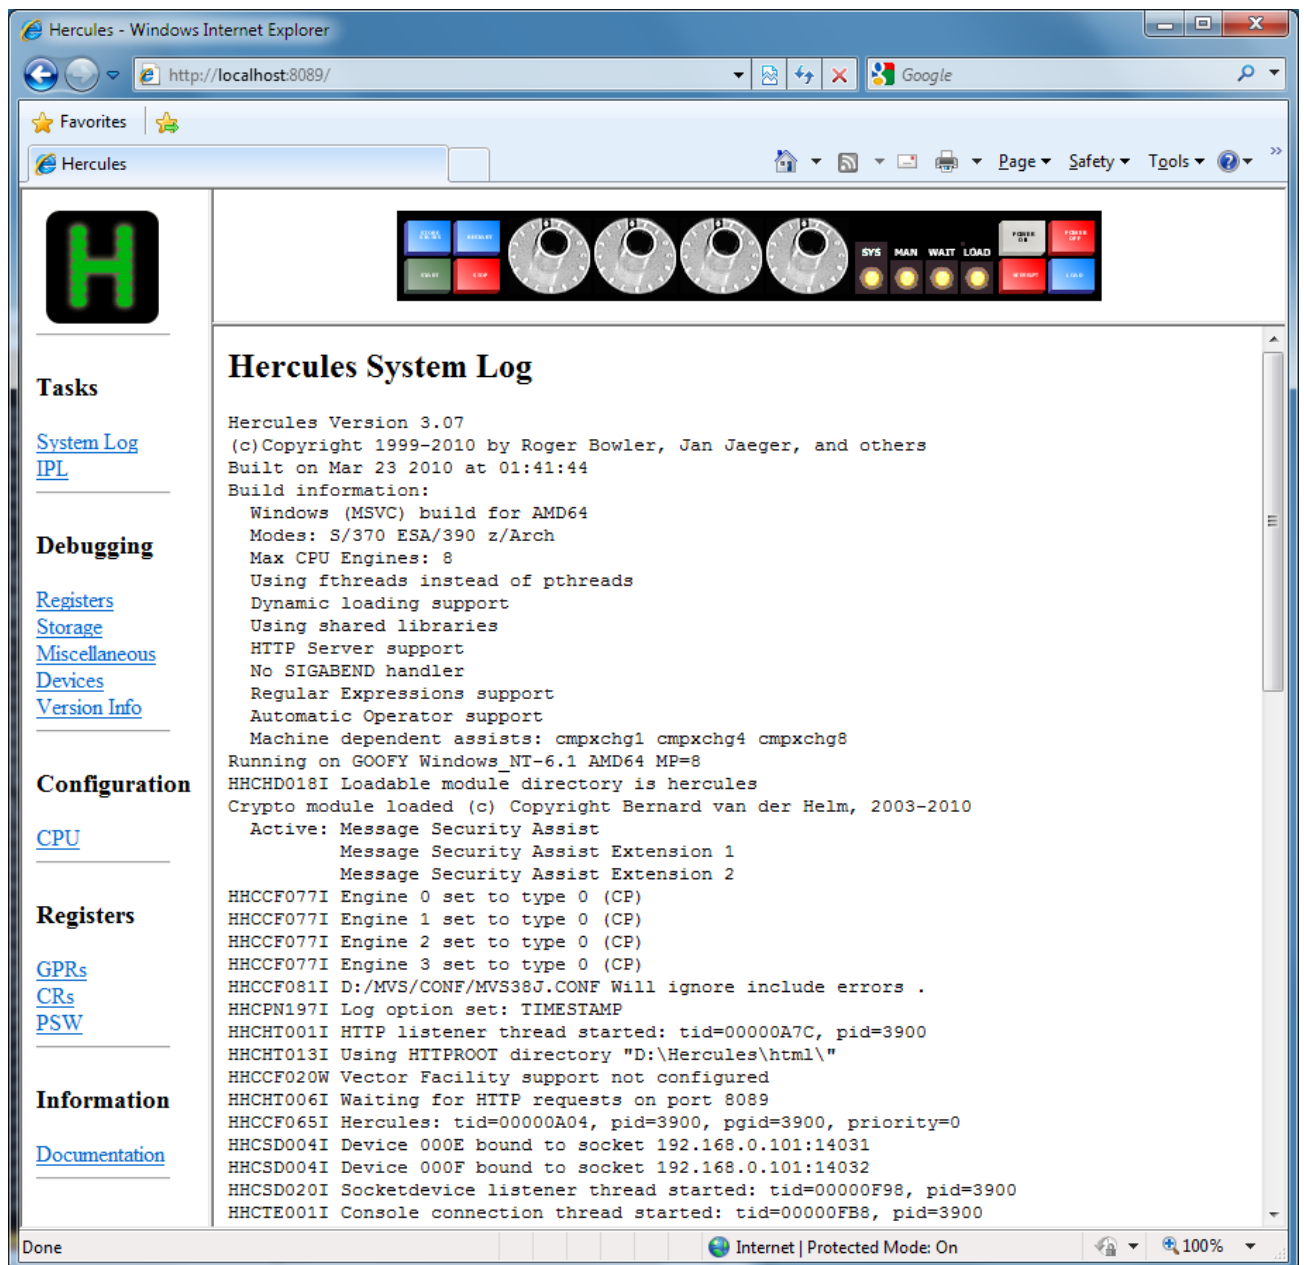 Hercules - Windows Internet Explorer
http://localhost:8089/
Google
Favorites
Hercules
Page Safety Tools
H
SYS MAN WAIT LOAD
POWER ON
POWER OFF
START
STOP
INTERRUPT
LOAD
Tasks
System Log
IPL
Debugging
Registers
Storage
Miscellaneous
Devices
Version Info
Configuration
CPU
Registers
GPRs
CRs
PSW
Information
Documentation
Hercules System Log
Hercules Version 3.07
(c)Copyright 1999-2010 by Roger Bowler, Jan Jaeger, and others
Built on Mar 23 2010 at 01:41:44
Build information:
Windows (MSVC) build for AMD64
Modes: S/370 ESA/390 z/Arch
Max CPU Engines: 8
Using fthreads instead of pthreads
Dynamic loading support
Using shared libraries
HTTP Server support
No SIGABEND handler
Regular Expressions support
Automatic Operator support
Machine dependent assists: cmpxchg1 cmpxchg4 cmpxchg8
Running on GOOFY Windows_NT-6.1 AMD64 MP=8
HHCHD018I Loadable module directory is hercules
Crypto module loaded (c) Copyright Bernard van der Helm, 2003-2010
Active: Message Security Assist
Message Security Assist Extension 1
Message Security Assist Extension 2
HHCCF077I Engine 0 set to type 0 (CP)
HHCCF077I Engine 1 set to type 0 (CP)
HHCCF077I Engine 2 set to type 0 (CP)
HHCCF077I Engine 3 set to type 0 (CP)
HHCCF081I D:/MVS/CONF/MVS38J.CONF Will ignore include errors .
HHCPN197I Log option set: TIMESTAMP
HHCHT001I HTTP listener thread started: tid=00000A7C, pid=3900
HHCHT013I Using HTTPROOT directory "D:\Hercules\html\"
HHCCF020W Vector Facility support not configured
HHCHT006I Waiting for HTTP requests on port 8089
HHCCF065I Hercules: tid=00000A04, pid=3900, pgid=3900, priority=0
HHCSD004I Device 000E bound to socket 192.168.0.101:14031
HHCSD004I Device 000F bound to socket 192.168.0.101:14032
HHCSD020I Socketdevice listener thread started: tid=00000F98, pid=3900
HHCTE001I Console connection thread started: tid=00000FB8, pid=3900
Done
Internet | Protected Mode: On
100%